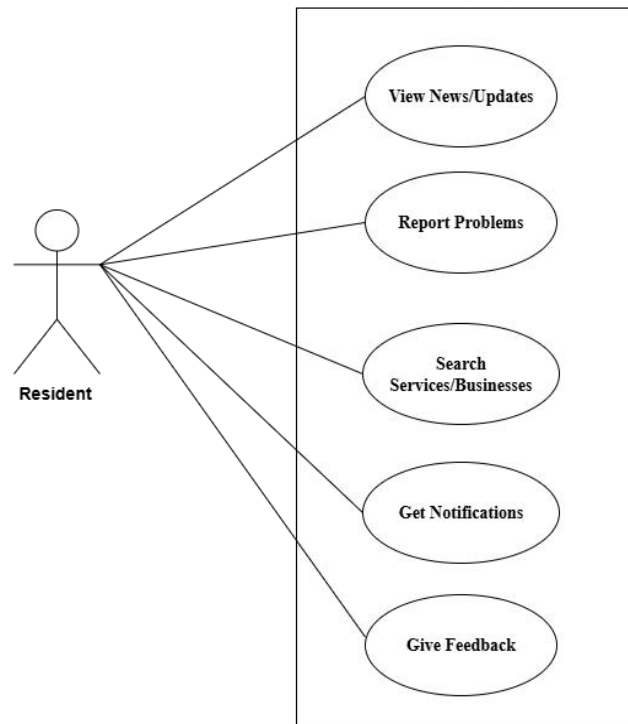 View News/Updates
Report Problems
Resident
Search
Services/Businesses
Get Notifications
Give Feedback